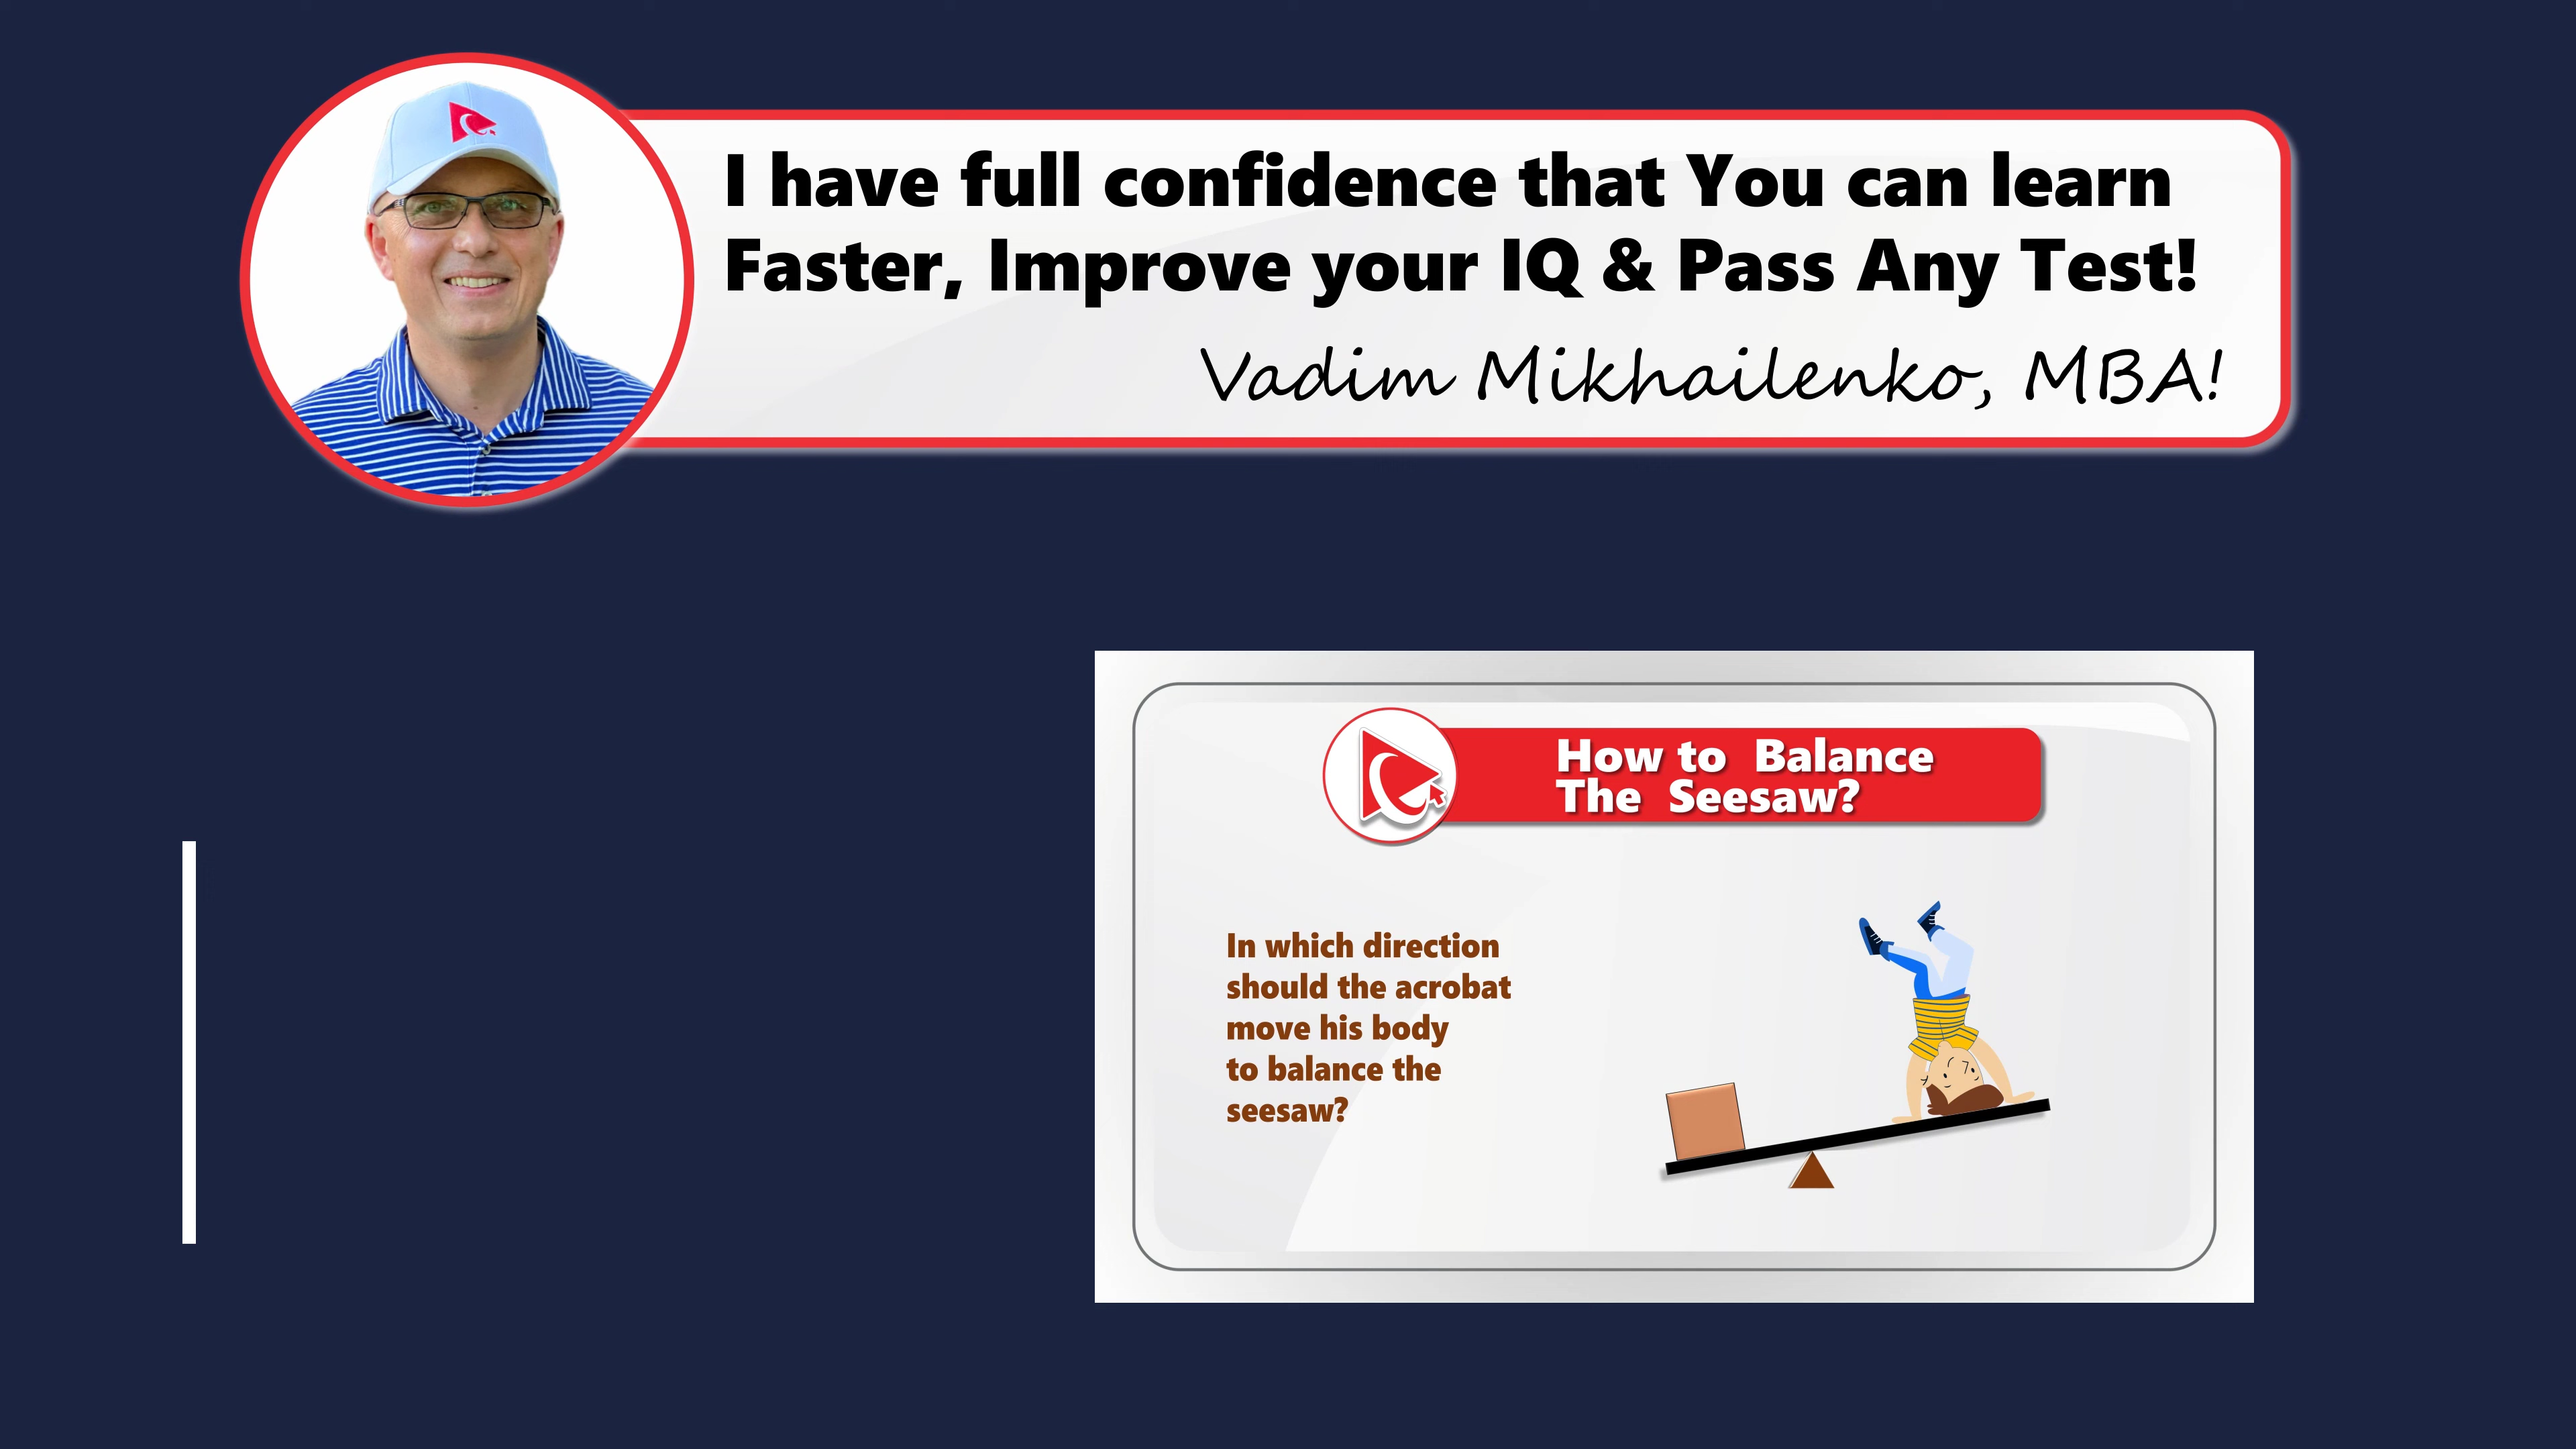 I have full confidence that You can learn
Faster, Improve your IQ & Pass Any Test!
Vadim Mikhailenko, MBA!
How to Balance
The Seesaw?
In which direction
should the acrobat
move his body
to balance the
seesaw?